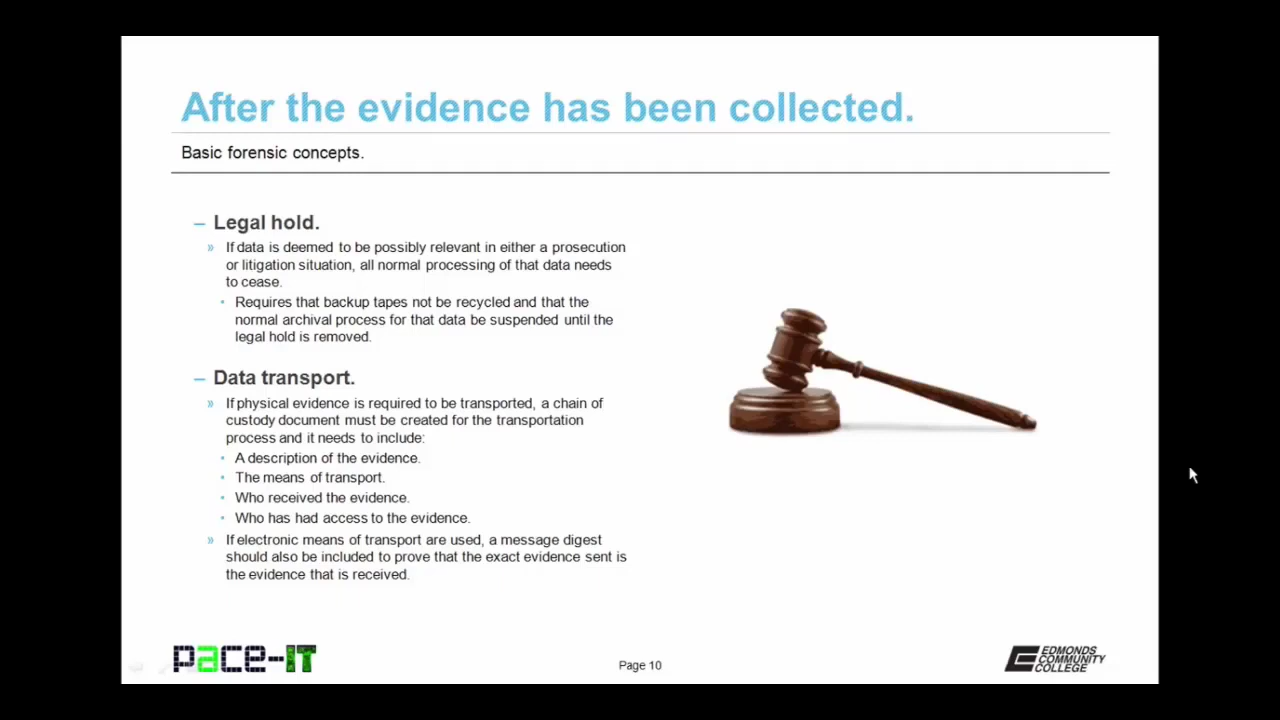 After the evidence has been collected.
Basic forensic concepts.
– Legal hold.
» If data is deemed to be possibly relevant in either a prosecution
or litigation situation, all normal processing of that data needs
to cease.
• Requires that backup tapes not be recycled and that the
normal archival process for that data be suspended until the
legal hold is removed.
– Data transport.
» If physical evidence is required to be transported, a chain of
custody document must be created for the transportation
process and it needs to include:
• A description of the evidence.
• The means of transport.
• Who received the evidence.
• Who has had access to the evidence.
» If electronic means of transport are used, a message digest
should also be included to prove that the exact evidence sent is
the evidence that is received.
pace-IT
Page 10
EDMONDS
COMMUNITY
COLLEGE